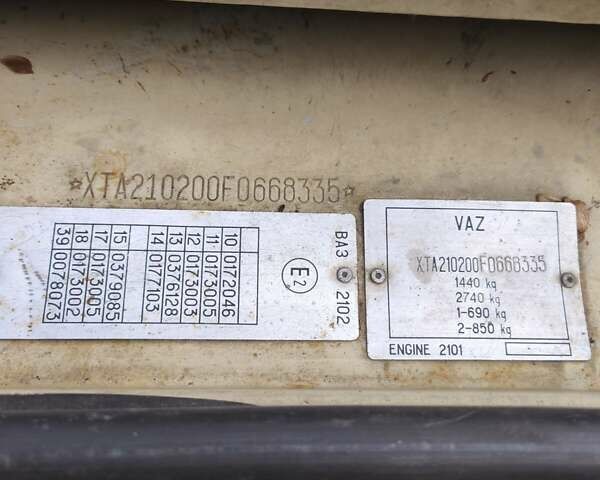 ☆XTA210200F0668335☆
10 0172046
11 0173005
12 0173003
13 0376128
14 0177103
15 0379085
17 0173005
18 0173002
39 0078073
E2
ВАЗ 2102
VAZ
XTA210200F0668335
1440 kg
2740 kg
1-690 kg
2-850 kg
ENGINE 2101